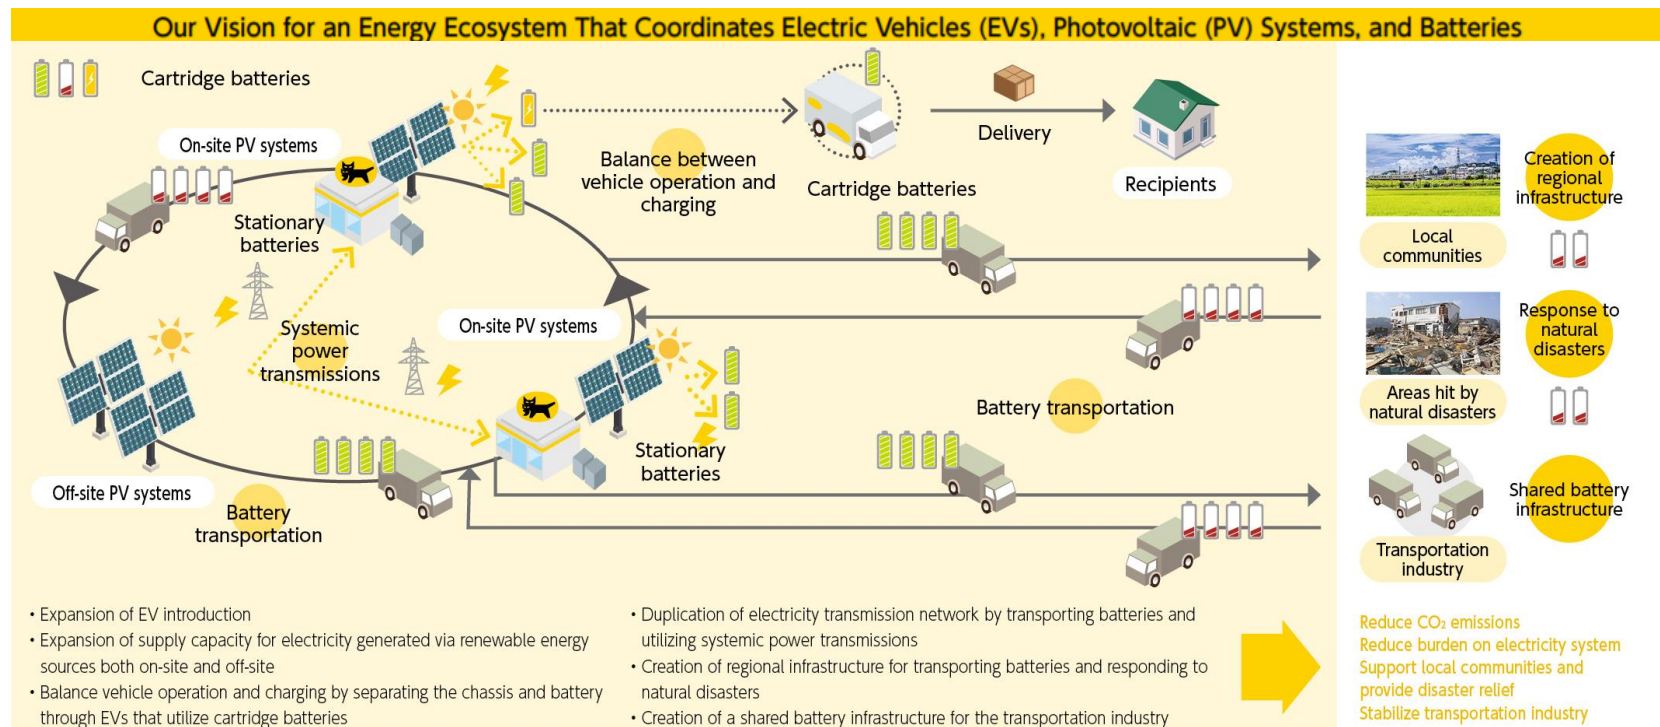 Our Vision for an Energy Ecosystem That Coordinates Electric Vehicles (EVs), Photovoltaic (PV) Systems, and Batteries
Cartridge batteries
On-site PV systems
Stationary
batteries
Balance between
vehicle operation and
charging
Delivery
Recipients
Cartridge batteries
Systemic
power
transmissions
On-site PV systems
Stationary
batteries
Off-site PV systems
Battery
transportation
Battery transportation
Creation of
regional
infrastructure
Local
communities
Response to
natural
disasters
Areas hit by
natural disasters
Shared battery
infrastructure
Transportation
industry
• Expansion of EV introduction
• Expansion of supply capacity for electricity generated via renewable energy
sources both on-site and off-site
• Balance vehicle operation and charging by separating the chassis and battery
through EVs that utilize cartridge batteries
• Duplication of electricity transmission network by transporting batteries and
utilizing systemic power transmissions
• Creation of regional infrastructure for transporting batteries and responding to
natural disasters
• Creation of a shared battery infrastructure for the transportation industry
Reduce CO₂ emissions
Reduce burden on electricity system
Support local communities and
provide disaster relief
Stabilize transportation industry